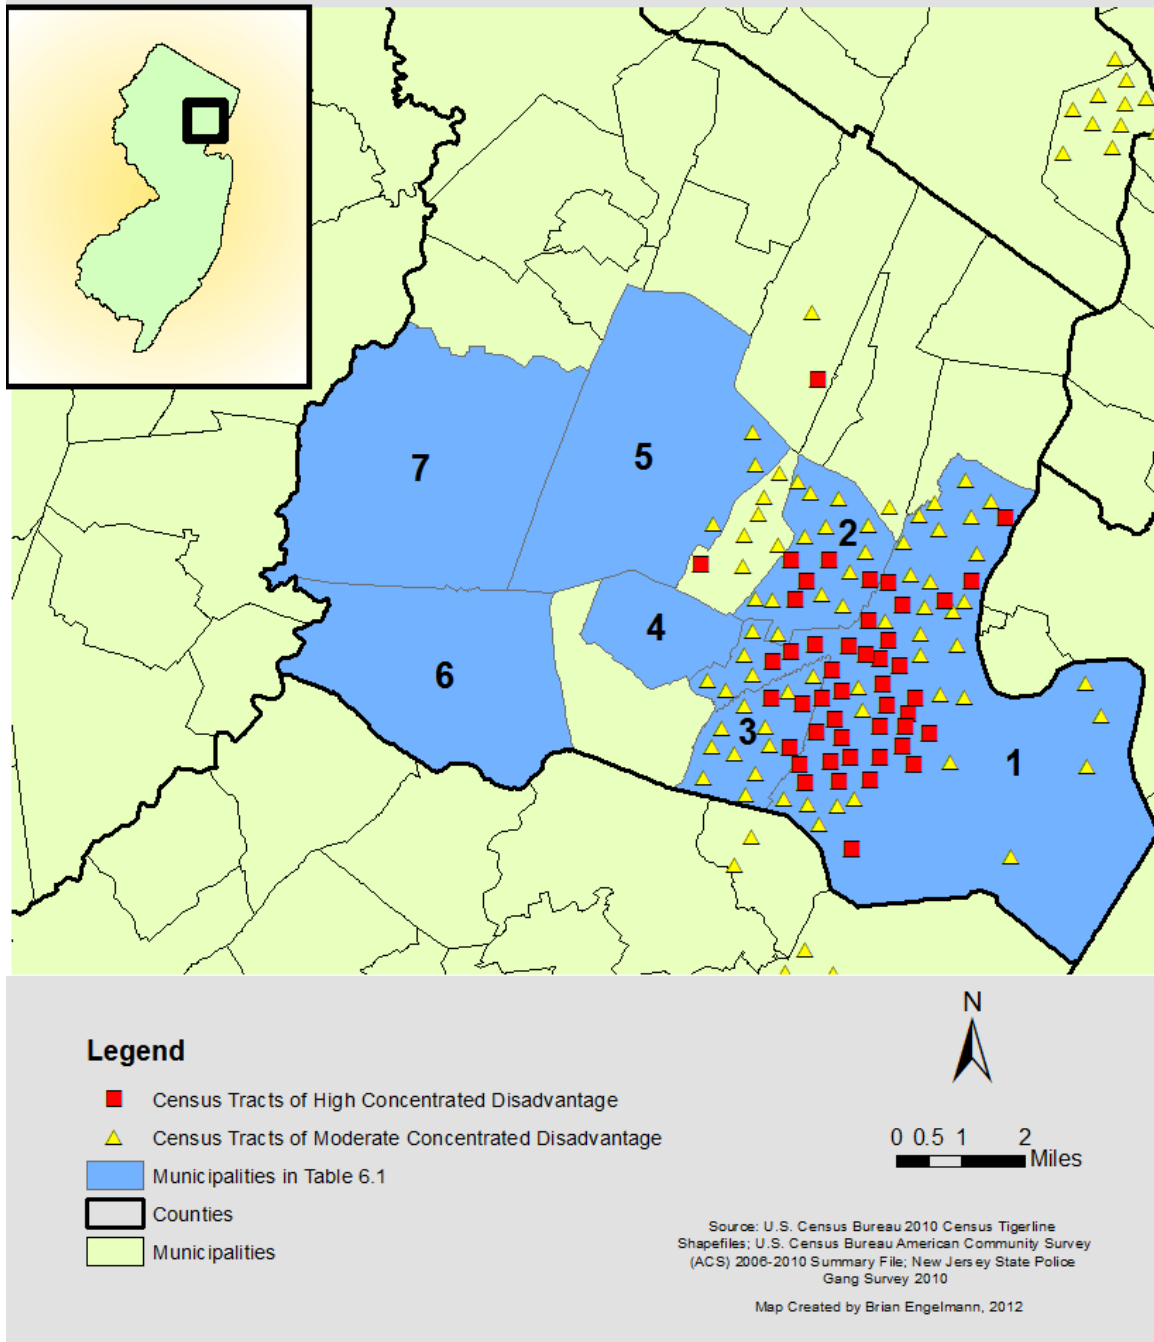 5
7
2
4
6
3
1
N
Legend
Census Tracts of High Concentrated Disadvantage
Census Tracts of Moderate Concentrated Disadvantage
0 0.5 1 2
Miles
Municipalities in Table 6.1
Counties
Municipalities
Source: U.S. Census Bureau 2010 Census Tigerline
Shapefiles; U.S. Census Bureau American Community Survey
(ACS) 2006-2010 Summary File; New Jersey State Police
Gang Survey 2010
Map Created by Brian Engelmann, 2012